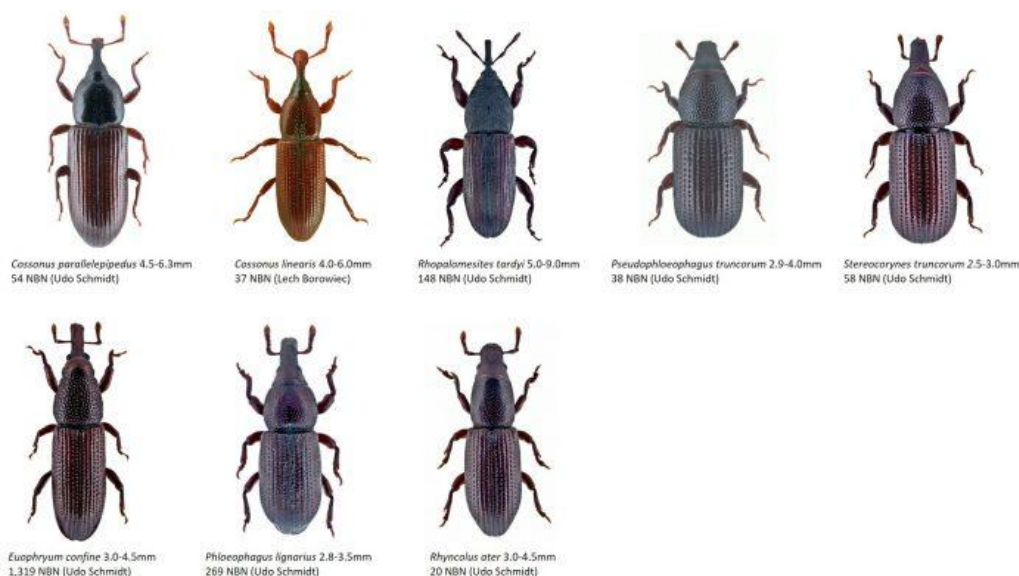 Cossonus parallelepipedus 4.5-6.3mm
54 NBN (Udo Schmidt)
Cossonus linearis 4.0-6.0mm
37 NBN (Lech Borowiec)
Rhopalomesites tardyi 5.0-9.0mm
148 NBN (Udo Schmidt)
Pseudophloeophagus truncorum 2.9-4.0mm
38 NBN (Udo Schmidt)
Stereocorynes truncorum 2.5-3.0mm
58 NBN (Udo Schmidt)
Euophryum confine 3.0-4.5mm
1,319 NBN (Udo Schmidt)
Phloeophagus lignarius 2.8-3.5mm
269 NBN (Udo Schmidt)
Rhyncolus ater 3.0-4.5mm
20 NBN (Udo Schmidt)